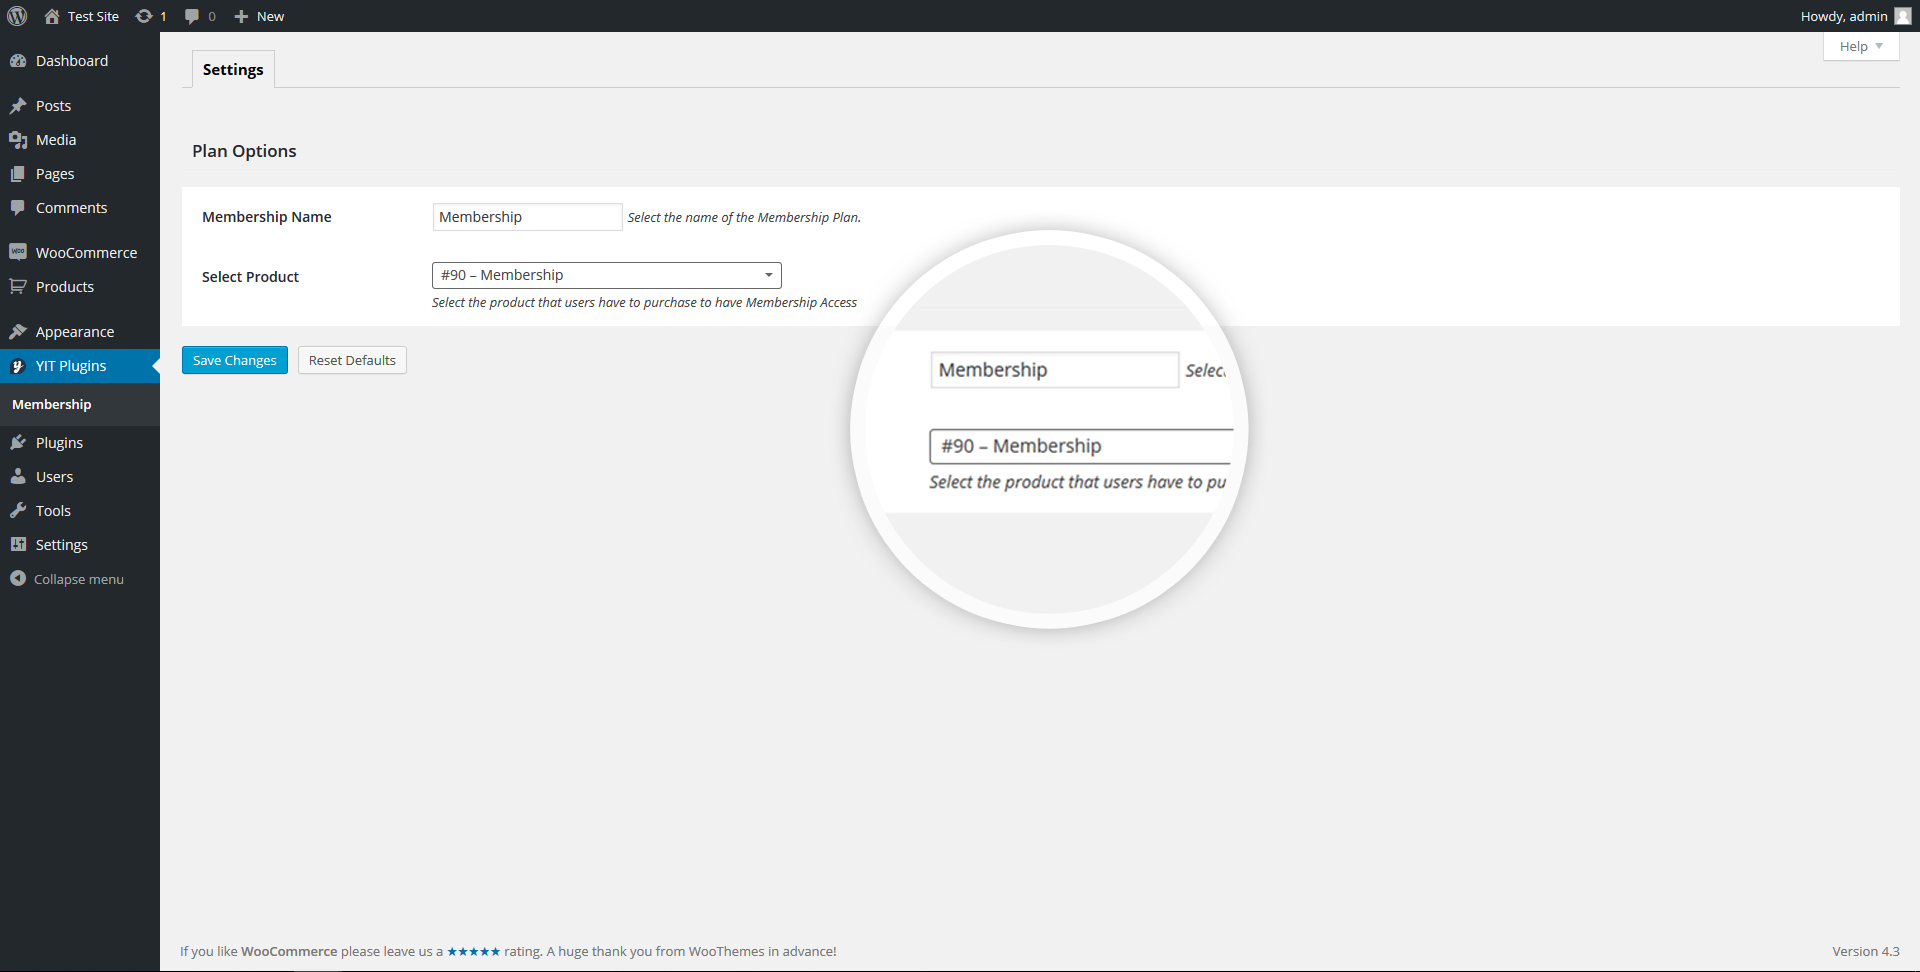 Test Site
1
0
New
Howdy, admin
Help
Dashboard
Posts
Media
Pages
Comments
WooCommerce
Products
Appearance
YIT Plugins
Membership
Plugins
Users
Tools
Settings
Collapse menu
Settings
Plan Options
Membership Name
Membership
Select the name of the Membership Plan.
Select Product
#90 – Membership
Select the product that users have to purchase to have Membership Access
Save Changes
Reset Defaults
Membership
Selec
#90 – Membership
Select the product that users have to pu
If you like WooCommerce please leave us a ★★★★★ rating. A huge thank you from WooThemes in advance!
Version 4.3